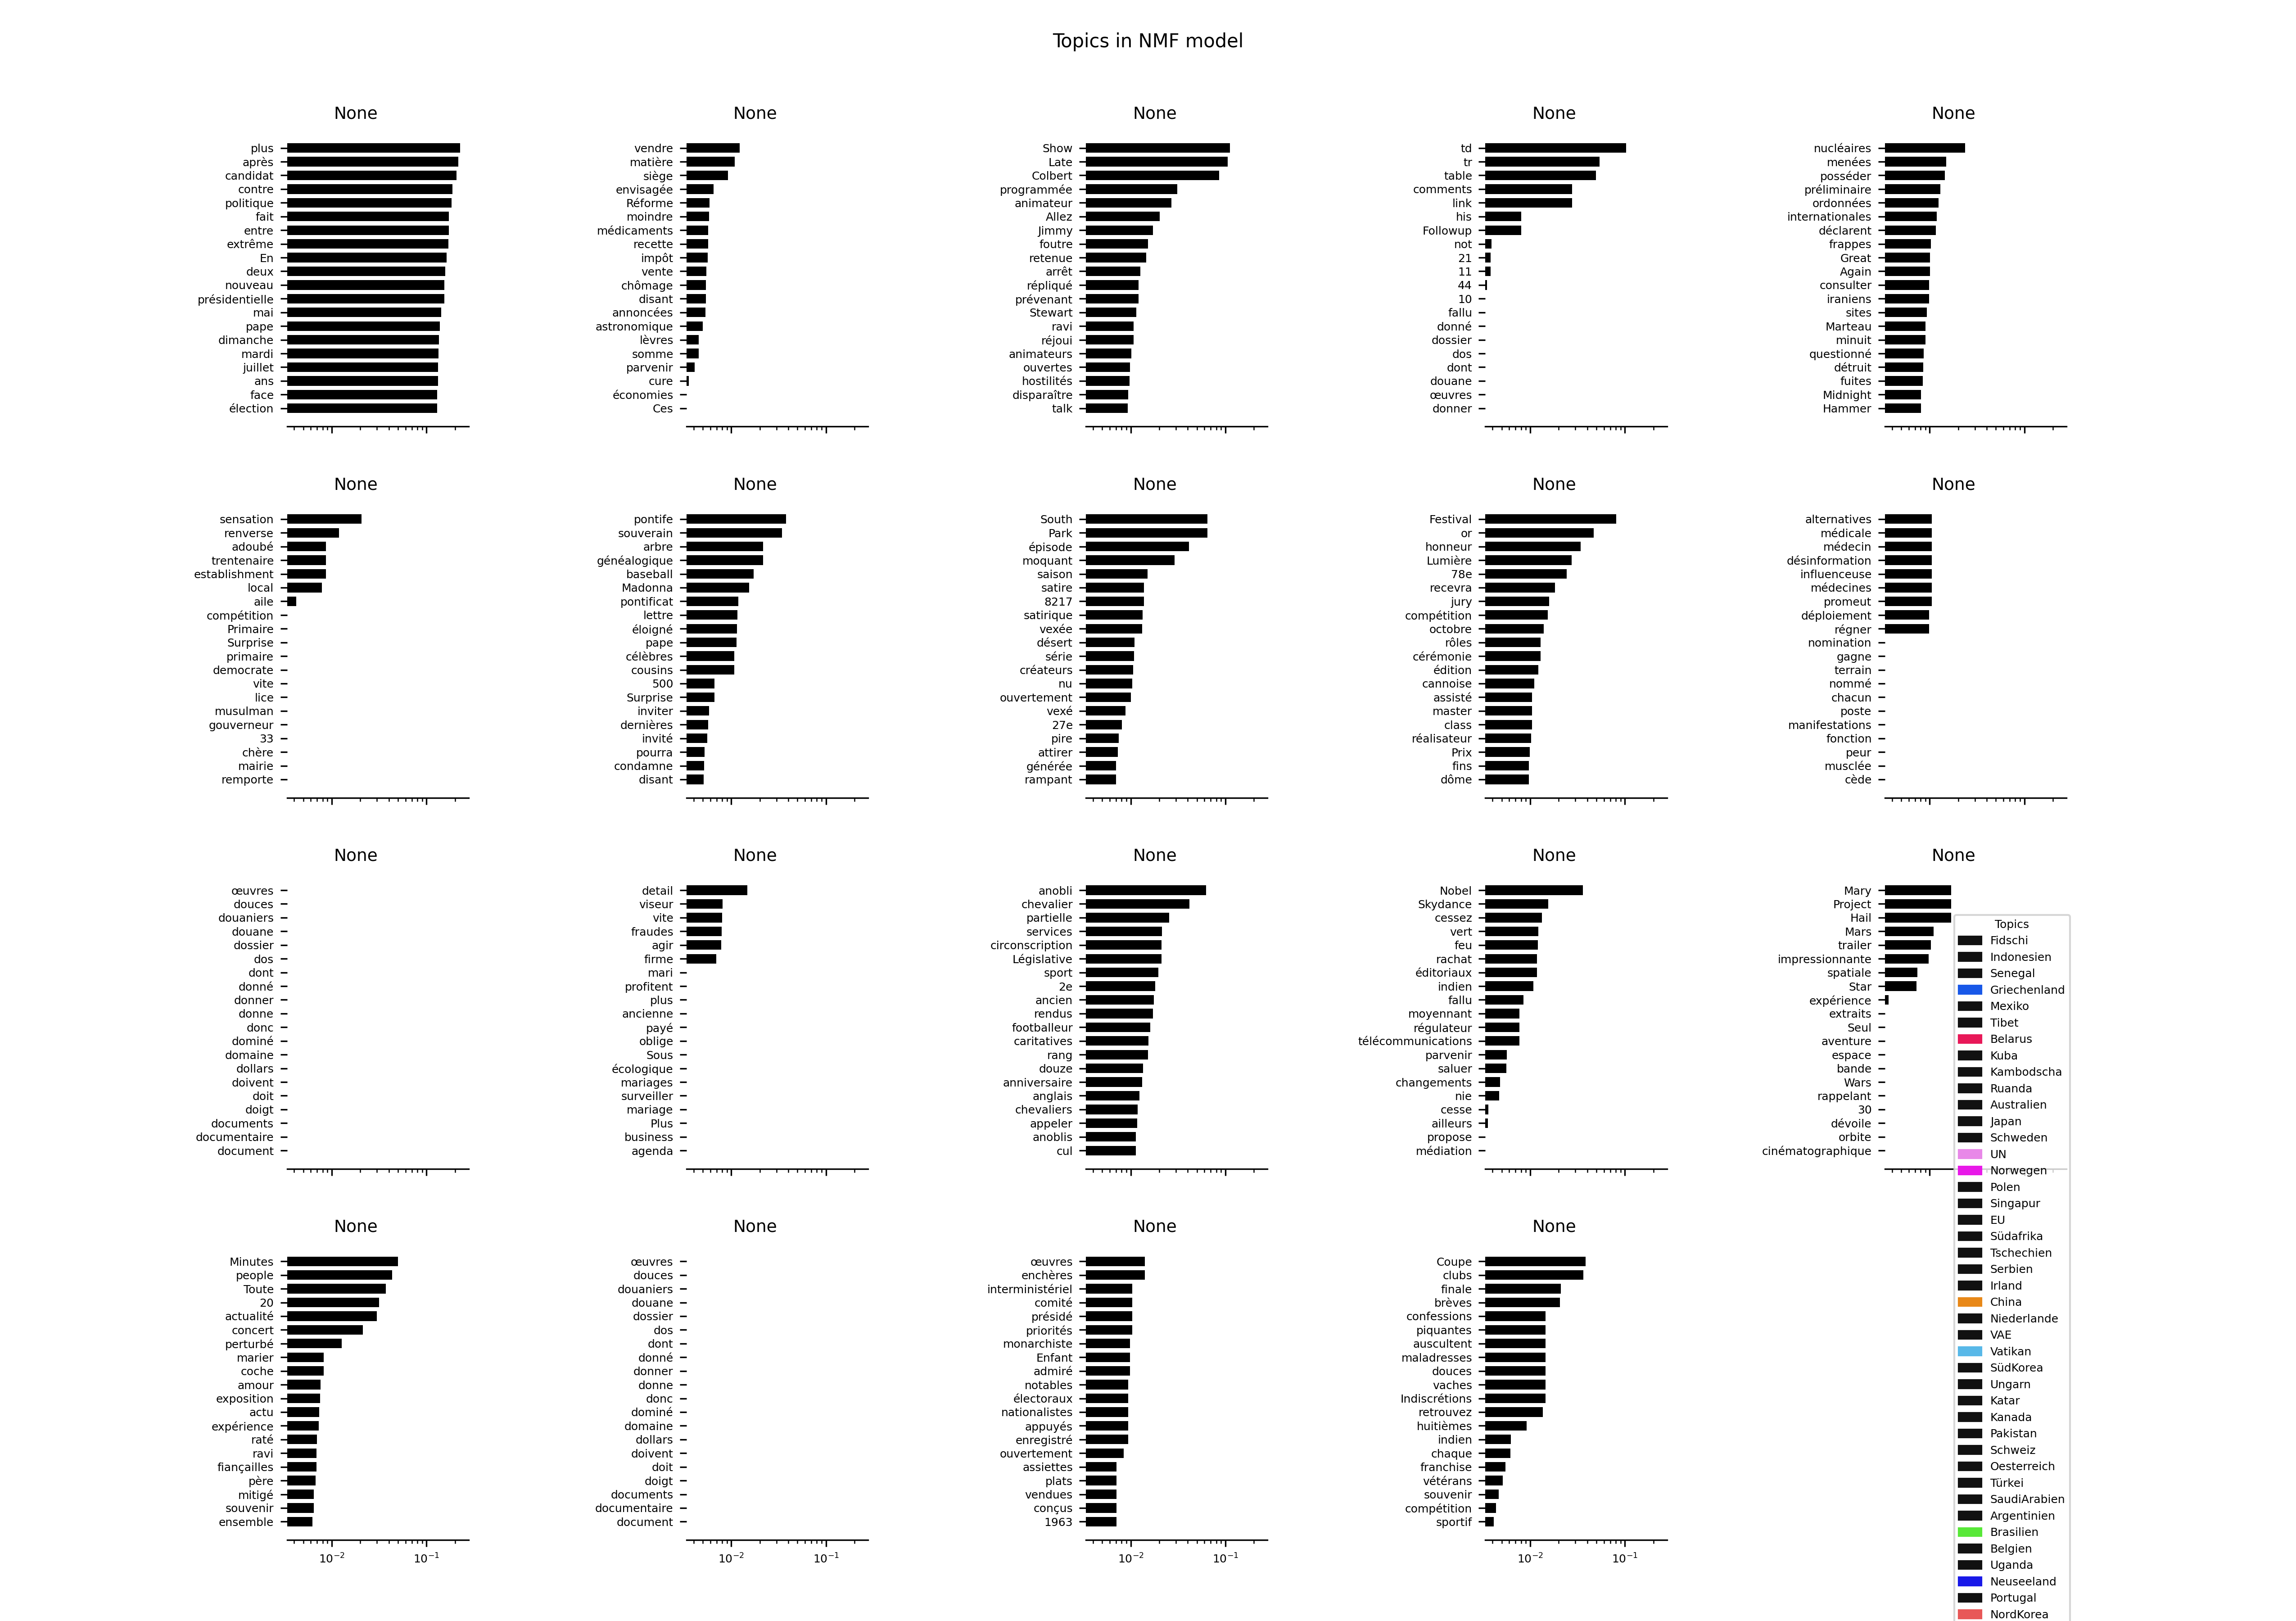 Topics in NMF model
None
plus
après
candidat
contre
politique
fait
entre
extrême
En
deux
nouveau
présidentielle
mai
pape
dimanche
mardi
juillet
ans
face
élection
None
vendre
matière
siège
envisagée
Réforme
moindre
médicaments
recette
impôt
vente
chômage
disant
annoncées
astronomique
lèvres
somme
parvenir
cure
économies
Ces
None
Show
Late
Colbert
programmée
animateur
Allez
Jimmy
foutre
retenue
arrêt
répliqué
prévenant
Stewart
ravi
réjoui
animateurs
ouvertes
hostilités
disparaître
talk
None
td
tr
table
comments
link
his
Followup
not
21
11
44
10
fallu
donné
dossier
dos
dont
douane
œuvres
donner
None
nucléaires
menées
posséder
préliminaire
ordonnées
internationales
déclarent
frappes
Great
Again
consulter
iraniens
sites
Marteau
minuit
questionné
détruit
fuites
Midnight
Hammer
None
sensation
renverse
adoubé
trentenaire
establishment
local
aile
compétition
Primaire
Surprise
primaire
democrate
vite
lice
musulman
gouverneur
33
chère
mairie
remporte
None
pontife
souverain
arbre
généalogique
baseball
Madonna
pontificat
lettre
éloigné
pape
célèbres
cousins
500
Surprise
inviter
dernières
invité
pourra
condamne
disant
None
South
Park
épisode
moquant
saison
satire
8217
satirique
vexée
désert
série
créateurs
nu
ouvertement
vexé
27e
pire
attirer
générée
rampant
None
Festival
or
honneur
Lumière
78e
recevra
jury
compétition
octobre
rôles
cérémonie
édition
cannoise
assisté
master
class
réalisateur
Prix
fins
dôme
None
alternatives
médicale
médecin
désinformation
influenceuse
médecines
promeut
déploiement
régner
nomination
gagne
terrain
nommé
chacun
poste
manifestations
fonction
peur
musclée
cède
None
œuvres
douces
douaniers
douane
dossier
dos
dont
donné
donner
donne
donc
dominé
domaine
dollars
doivent
doit
doigt
documents
documentaire
document
None
detail
viseur
vite
fraudes
agir
firme
mari
profitent
plus
ancienne
payé
oblige
Sous
écologique
mariages
surveiller
mariage
Plus
business
agenda
None
anobli
chevalier
partielle
services
circonscription
Législative
sport
2e
ancien
rendus
footballeur
caritatives
rang
douze
anniversaire
anglais
chevaliers
appeler
anoblis
cul
None
Nobel
Skydance
cessez
vert
feu
rachat
éditoriaux
indien
fallu
moyennant
régulateur
télécommunications
parvenir
saluer
changements
nie
cesse
ailleurs
propose
médiation
None
Mary
Project
Hail
Mars
trailer
impressionnante
spatiale
Star
expérience
extraits
Seul
aventure
espace
bande
Wars
rappelant
30
dévoile
orbite
cinématographique
None
Minutes
people
Toute
20
actualité
concert
perturbé
marier
coche
amour
exposition
actu
expérience
raté
ravi
fiançailles
père
mitigé
souvenir
ensemble
10⁻² 10⁻¹
None
œuvres
douces
douaniers
douane
dossier
dos
dont
donné
donner
donne
donc
dominé
domaine
dollars
doivent
doit
doigt
documents
documentaire
document
10⁻² 10⁻¹
None
œuvres
enchères
interministériel
comité
présidé
priorités
monarchiste
Enfant
admiré
notables
électoraux
nationalistes
appuyés
enregistré
ouvertement
assiettes
plats
vendues
conçus
1963
10⁻² 10⁻¹
None
Coupe
clubs
finale
brèves
confessions
piquantes
auscultent
maladresses
douces
vaches
Indiscrétions
retrouvez
huitièmes
indien
chaque
franchise
vétérans
souvenir
compétition
sportif
10⁻² 10⁻¹
Topics
Fidschi
Indonesien
Senegal
Griechenland
Mexiko
Tibet
Belarus
Kuba
Kambodscha
Ruanda
Australien
Japan
Schweden
UN
Norwegen
Polen
Singapur
EU
Südafrika
Tschechien
Serbien
Irland
China
Niederlande
VAE
Vatikan
SüdKorea
Ungarn
Katar
Kanada
Pakistan
Schweiz
Oesterreich
Türkei
SaudiArabien
Argentinien
Brasilien
Belgien
Uganda
Neuseeland
Portugal
NordKorea